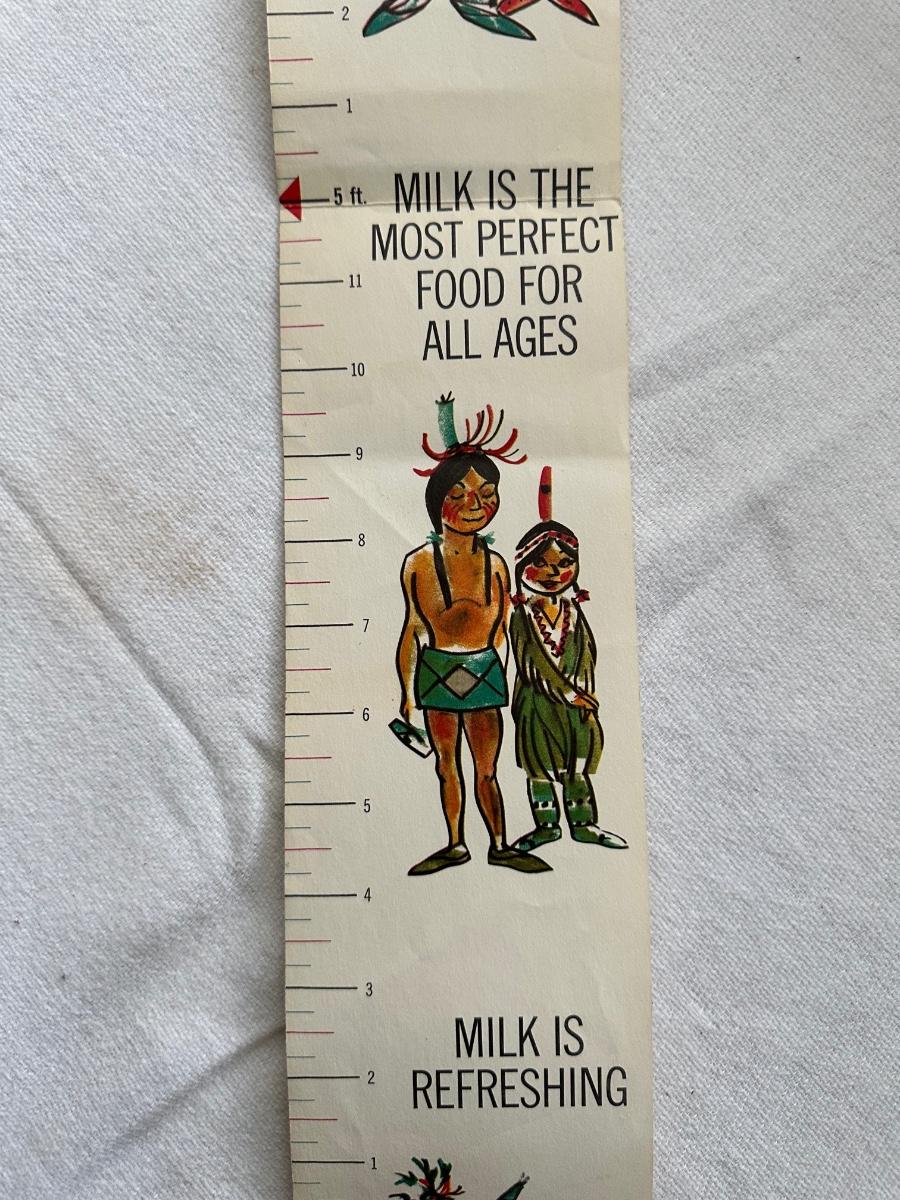 2
1
5 ft.
MILK IS THE
MOST PERFECT
FOOD FOR
ALL AGES
11
10
9
8
7
6
5
4
3
MILK IS
REFRESHING
2
1